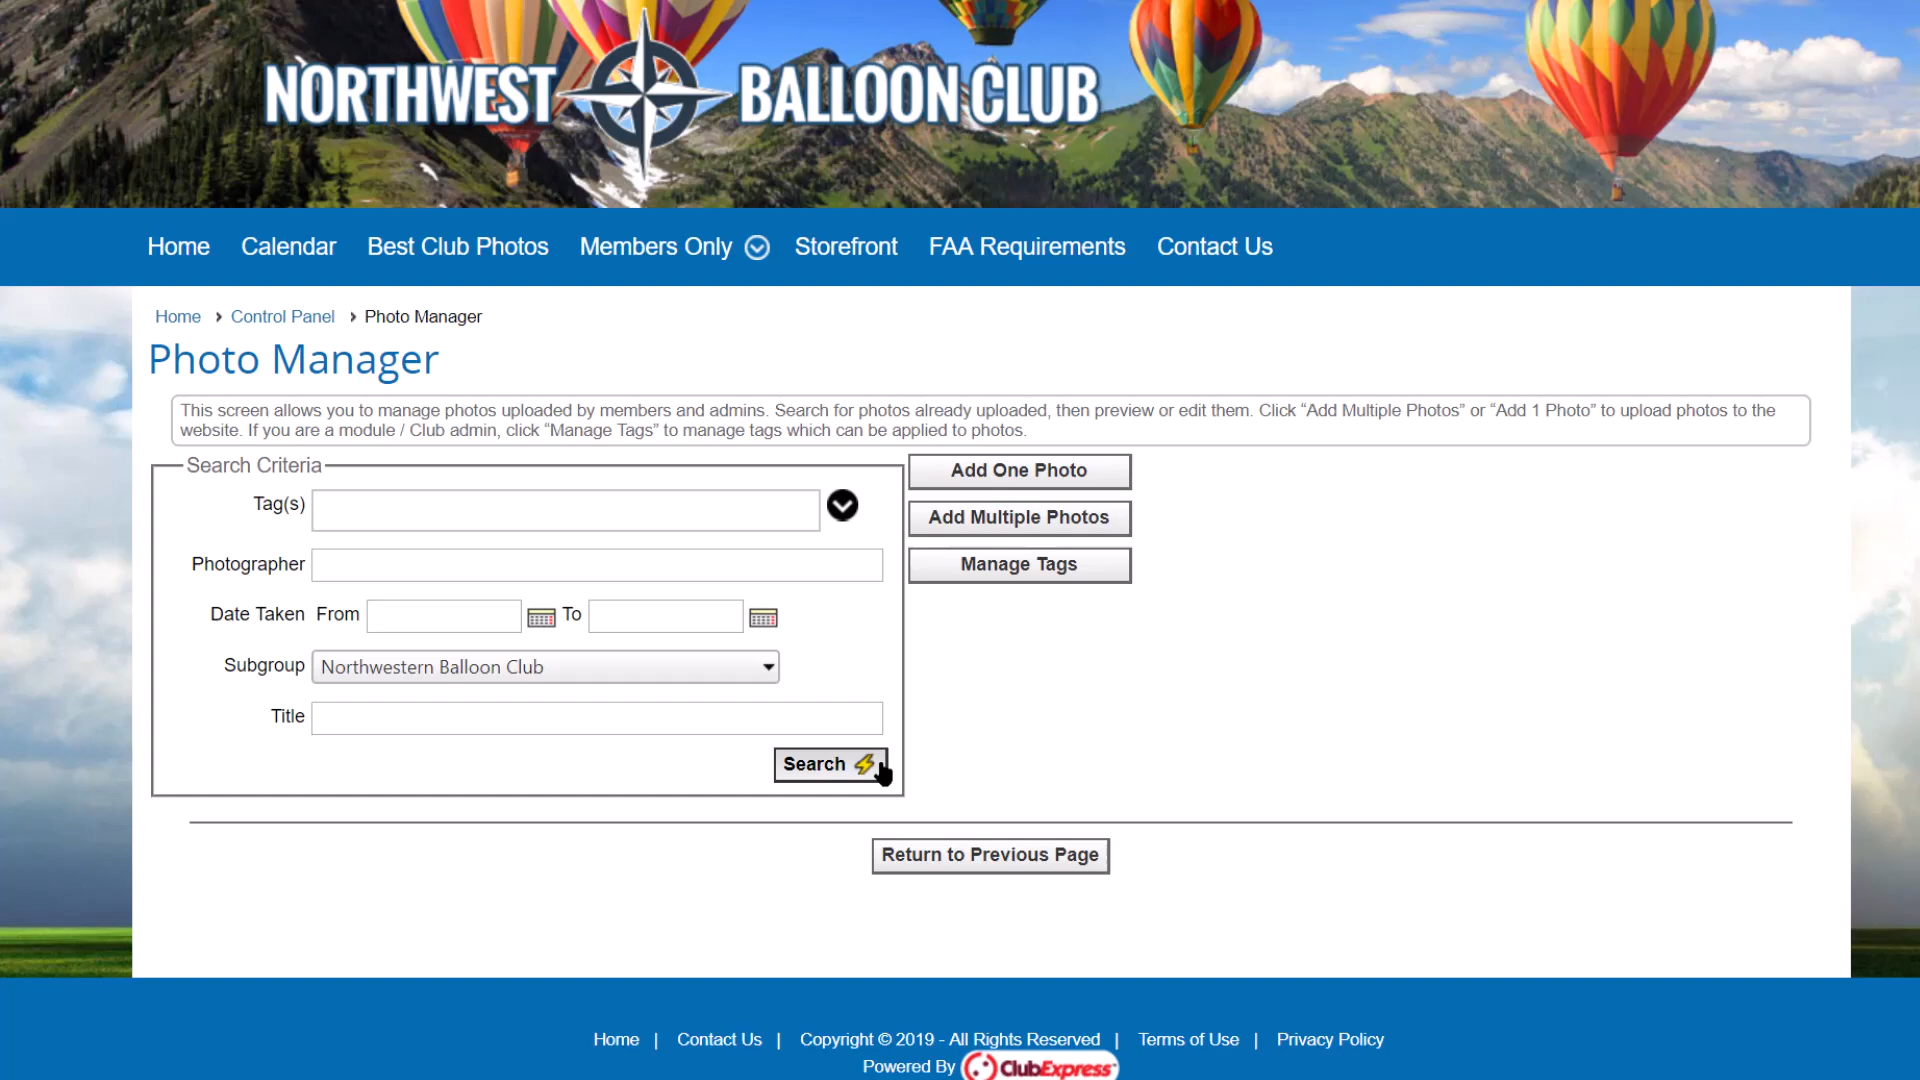 NORTHWEST BALLOON CLUB
Home Calendar Best Club Photos Members Only Storefront FAA Requirements Contact Us
Home › Control Panel › Photo Manager
Photo Manager
This screen allows you to manage photos uploaded by members and admins. Search for photos already uploaded, then preview or edit them. Click “Add Multiple Photos” or “Add 1 Photo” to upload photos to the
website. If you are a module / Club admin, click “Manage Tags” to manage tags which can be applied to photos.
Search Criteria
Tag(s)
Photographer
Date Taken From To
Subgroup Northwestern Balloon Club
Title
Search
Add One Photo
Add Multiple Photos
Manage Tags
Return to Previous Page
Home | Contact Us | Copyright © 2019 - All Rights Reserved | Terms of Use | Privacy Policy
Powered By ClubExpress